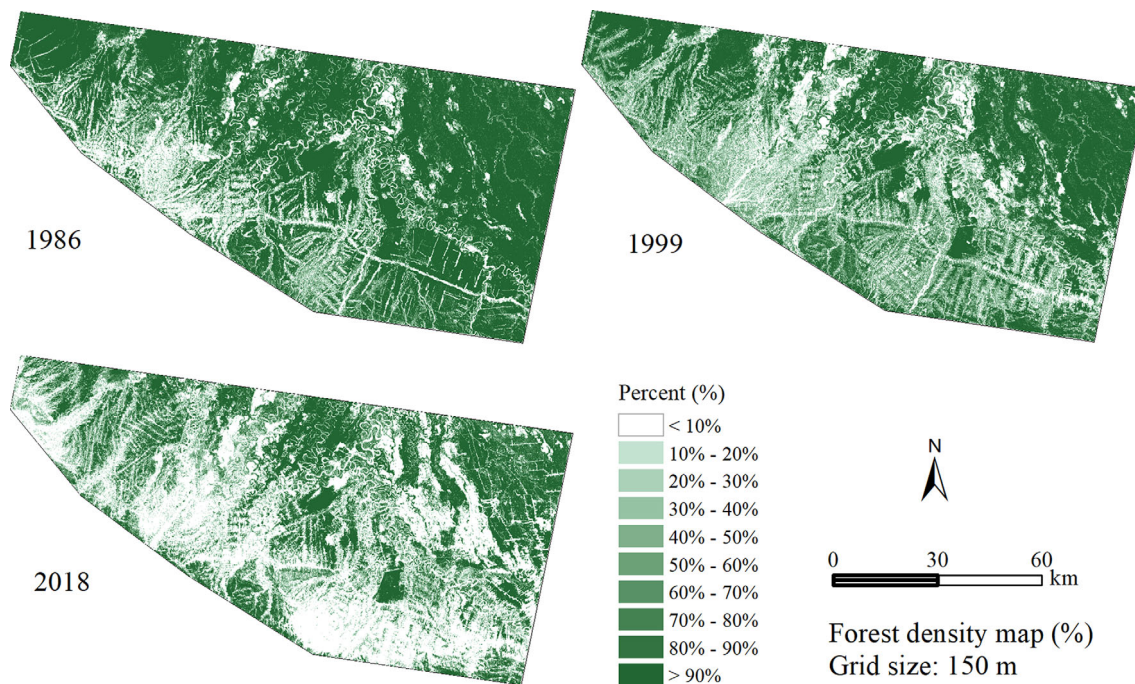 1986
1999
2018
Percent (%)
< 10%
10% - 20%
20% - 30%
30% - 40%
40% - 50%
50% - 60%
60% - 70%
70% - 80%
80% - 90%
> 90%
N
0 30 60
km
Forest density map (%)
Grid size: 150 m